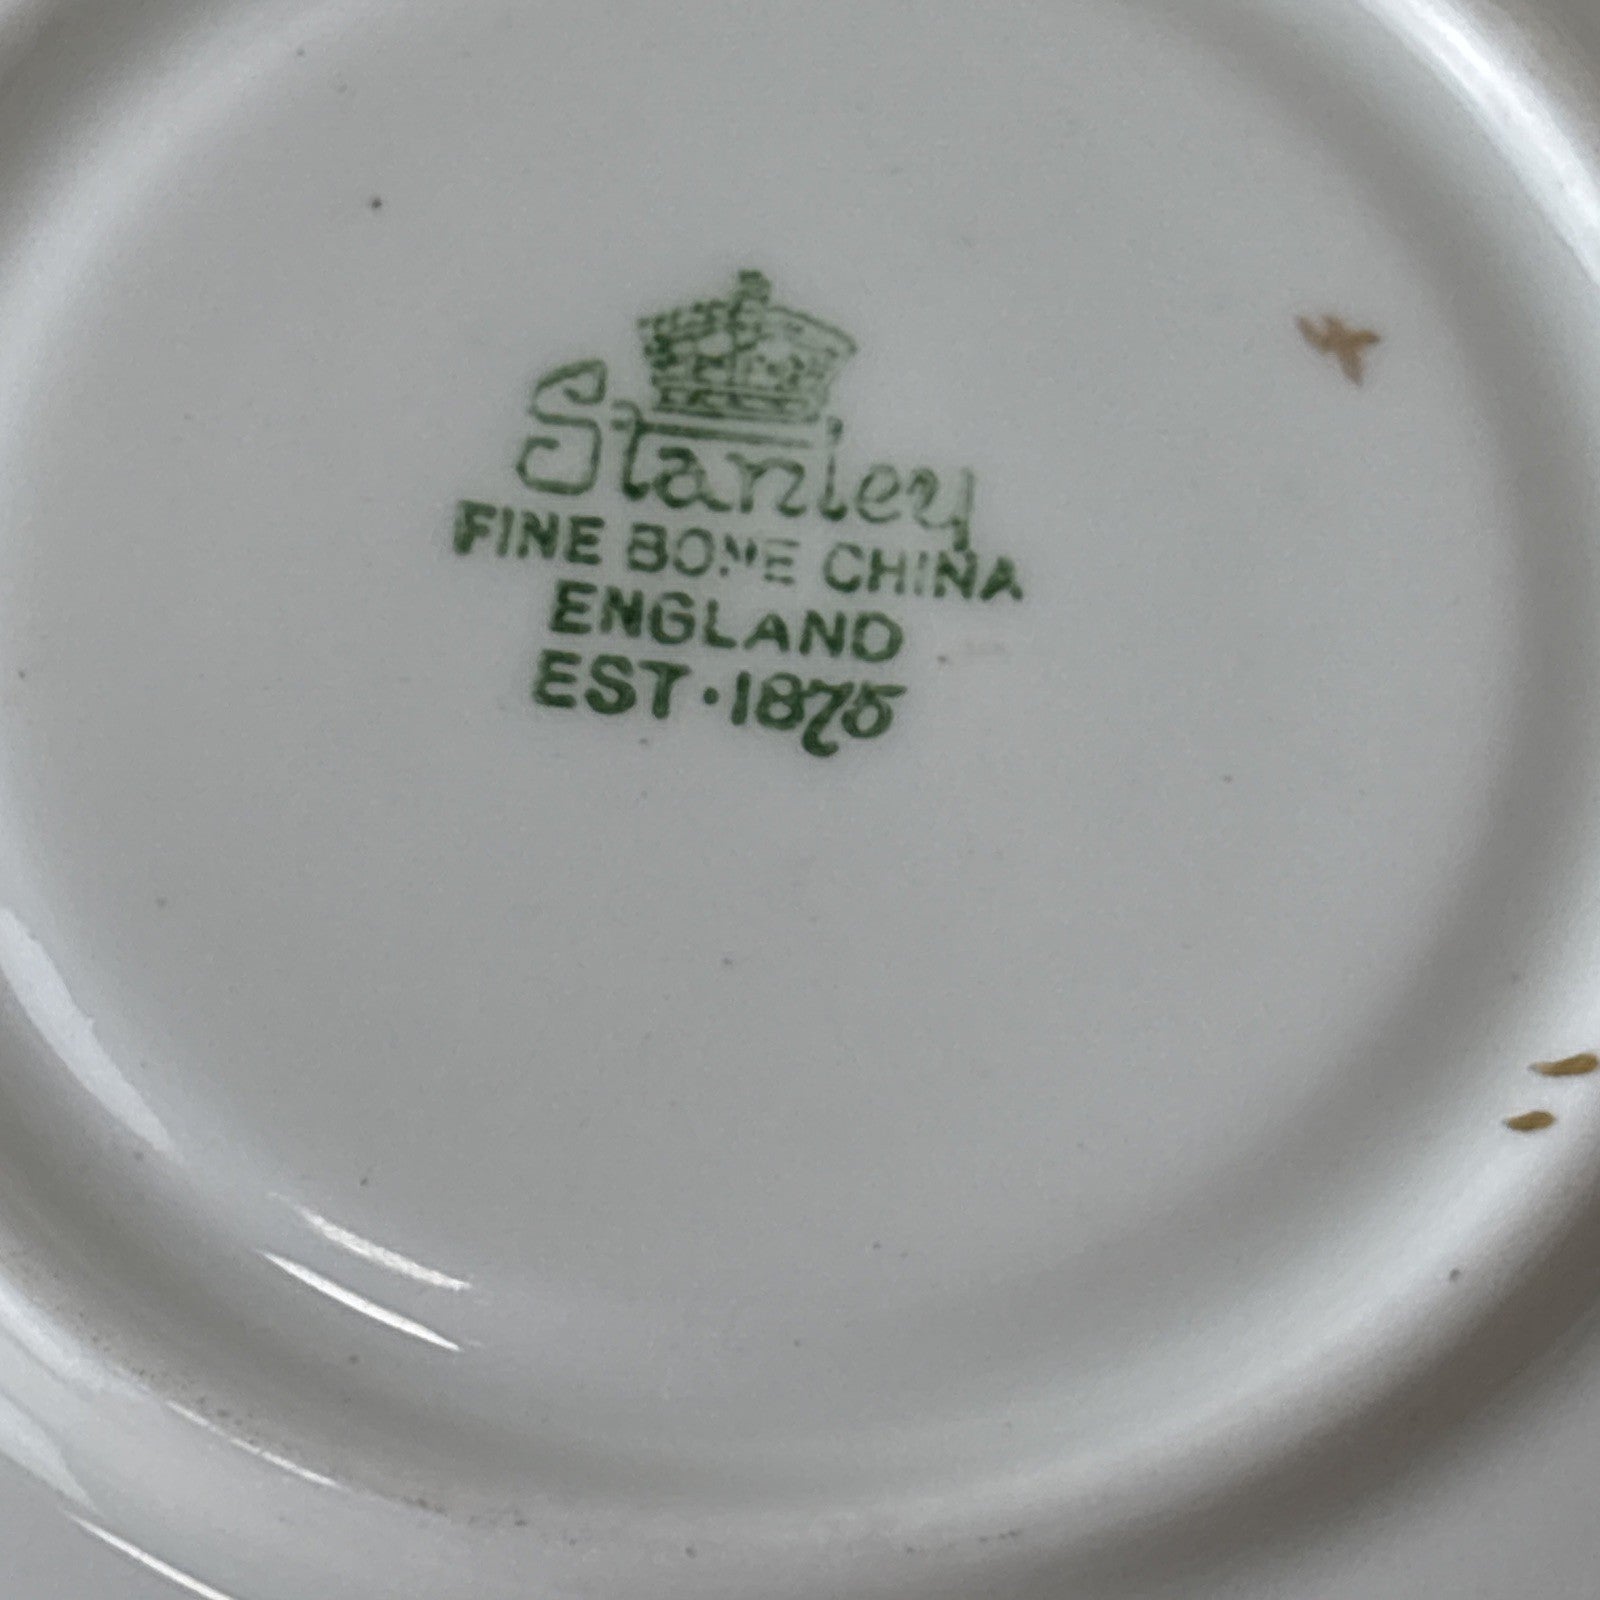 Stanley
FINE BONE CHINA
ENGLAND
EST·1875